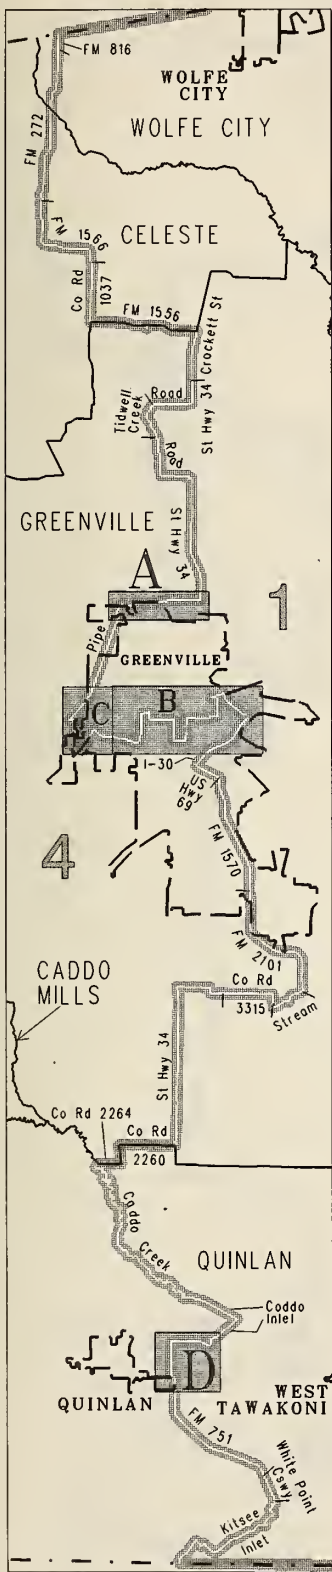 FM 816
WOLFE
CITY
WOLFE CITY
FM 272
FM
1566
CELESTE
Co Rd
1037
FM 1556
St Hwy 34
Crockett St
Road
Tidwell
Creek
Road
GREENVILLE
St Hwy 34
A
1
Pipe
GREENVILLE
B
C
I-30
US
Hwy
69
4
FM 1570
FM 2101
CADDO
MILLS
Co Rd
3315
Stream
St Hwy 34
Co Rd 2264
Co Rd
2260
Caddo
Creek
QUINLAN
Coddo
Inlet
D
QUINLAN
WEST
TAWAKONI
FM 751
White Point
Cswy
Kitsee
Inlet